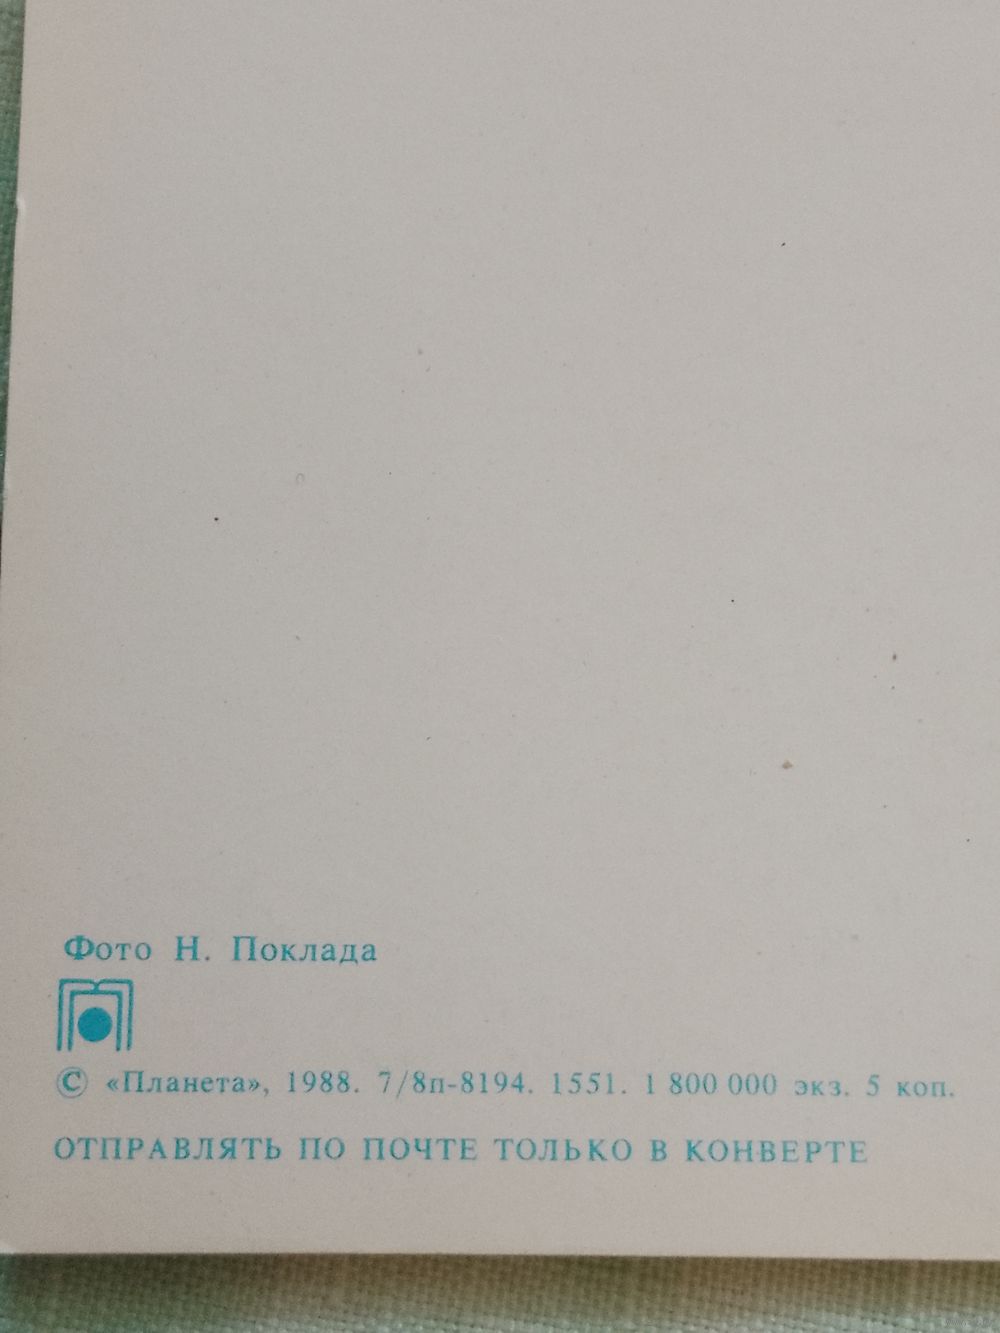 Фото Н. Поклада
© «Планета», 1988. 7/8п-8194. 1551. 1 800 000 экз. 5 коп.
ОТПРАВЛЯТЬ ПО ПОЧТЕ ТОЛЬКО В КОНВЕРТЕ